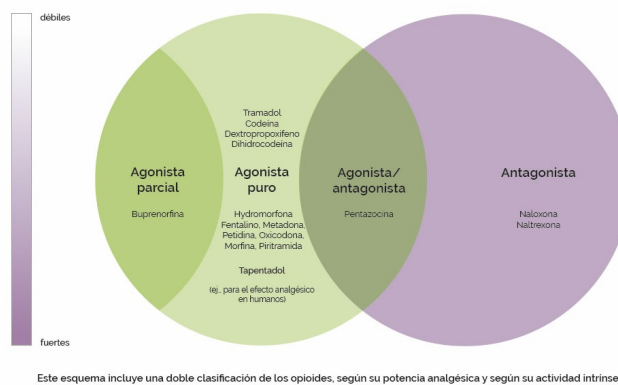 débiles
Tramadol
Codeína
Dextropropoxifeno
Dihidrocodeína
Agonista
parcial
Buprenorfina
Agonista
puro
Hydromorfona
Fentalino, Metadona,
Petidina, Oxicodona,
Morfina, Piritramida
Tapentadol
(ej., para el efecto analgésico
en humanos)
Agonista/
antagonista
Pentazocina
Antagonista
Naloxona
Naltrexona
fuertes
Este esquema incluye una doble clasificación de los opioides, según su potencia analgésica y según su actividad